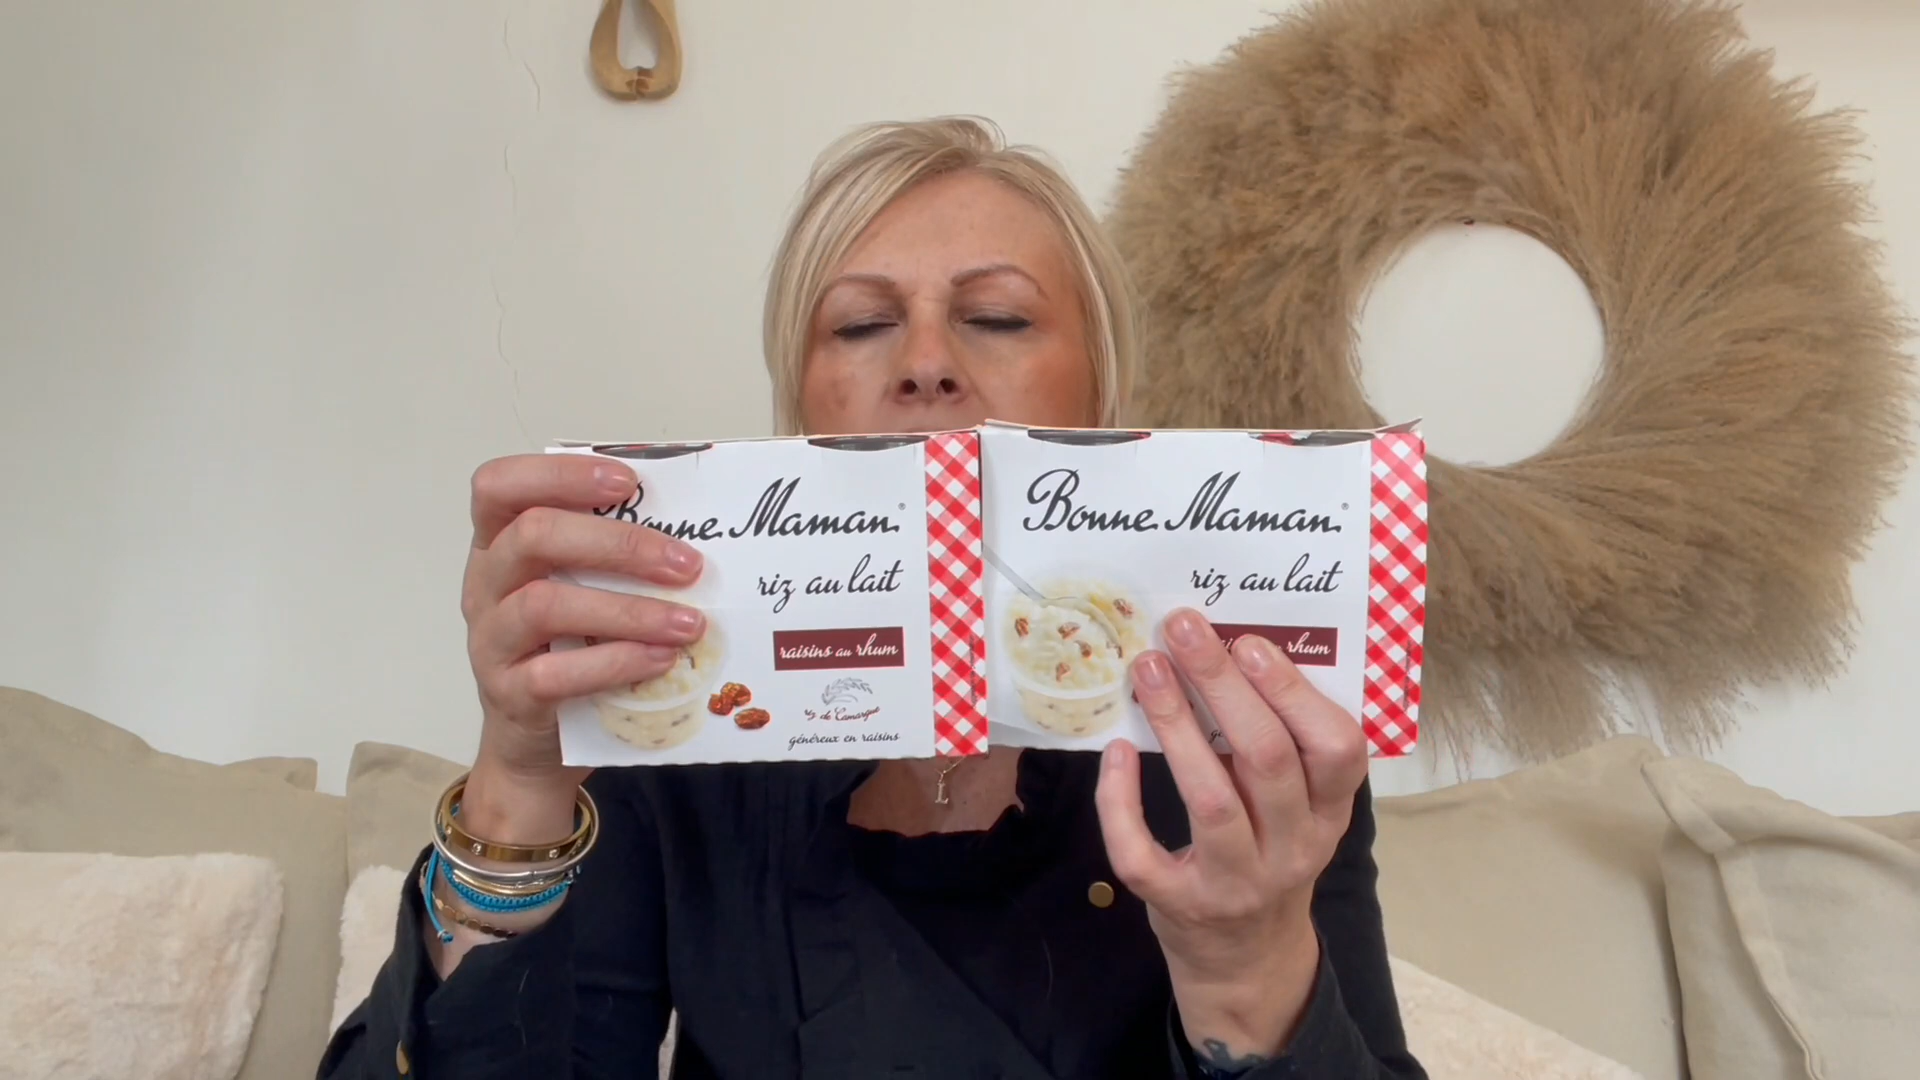 Bonne Maman®
riz au lait
raisins au rhum
riz de Camargue
généreux en raisins
Bonne Maman®
riz au lait
rhum
L